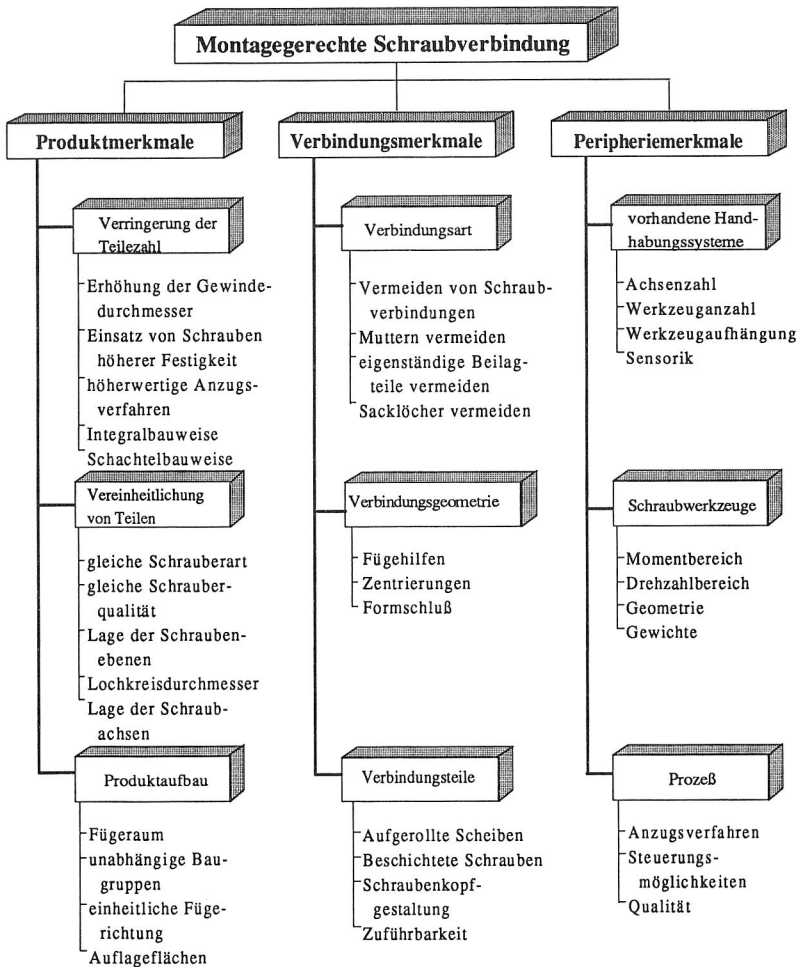 Montagegerechte Schraubverbindung
Produktmerkmale
Verringerung der
Teilezahl
Erhöhung der Gewinde-
durchmesser
Einsatz von Schrauben
höherer Festigkeit
höherwertige Anzugs-
verfahren
Integralbauweise
Schachtelbauweise
Vereinheitlichung
von Teilen
gleiche Schrauberart
gleiche Schrauber-
qualität
Lage der Schrauben-
ebenen
Lochkreisdurchmesser
Lage der Schraub-
achsen
Produktaufbau
Fügeraum
unabhängige Bau-
gruppen
einheitliche Füge-
richtung
Auflageflächen
Verbindungsmerkmale
Verbindungsart
Vermeiden von Schraub-
verbindungen
Muttern vermeiden
eigenständige Beilag-
teile vermeiden
Sacklöcher vermeiden
Verbindungsgeometrie
Fügehilfen
Zentrierungen
Formschluß
Verbindungsteile
Aufgerollte Scheiben
Beschichtete Schrauben
Schraubenkopf-
gestaltung
Zuführbarkeit
Peripheriemerkmale
vorhandene Hand-
habungssysteme
Achsenzahl
Werkzeuganzahl
Werkzeugaufhängung
Sensorik
Schraubwerkzeuge
Momentbereich
Drehzahlbereich
Geometrie
Gewichte
Prozeß
Anzugsverfahren
Steuerungs-
möglichkeiten
Qualität